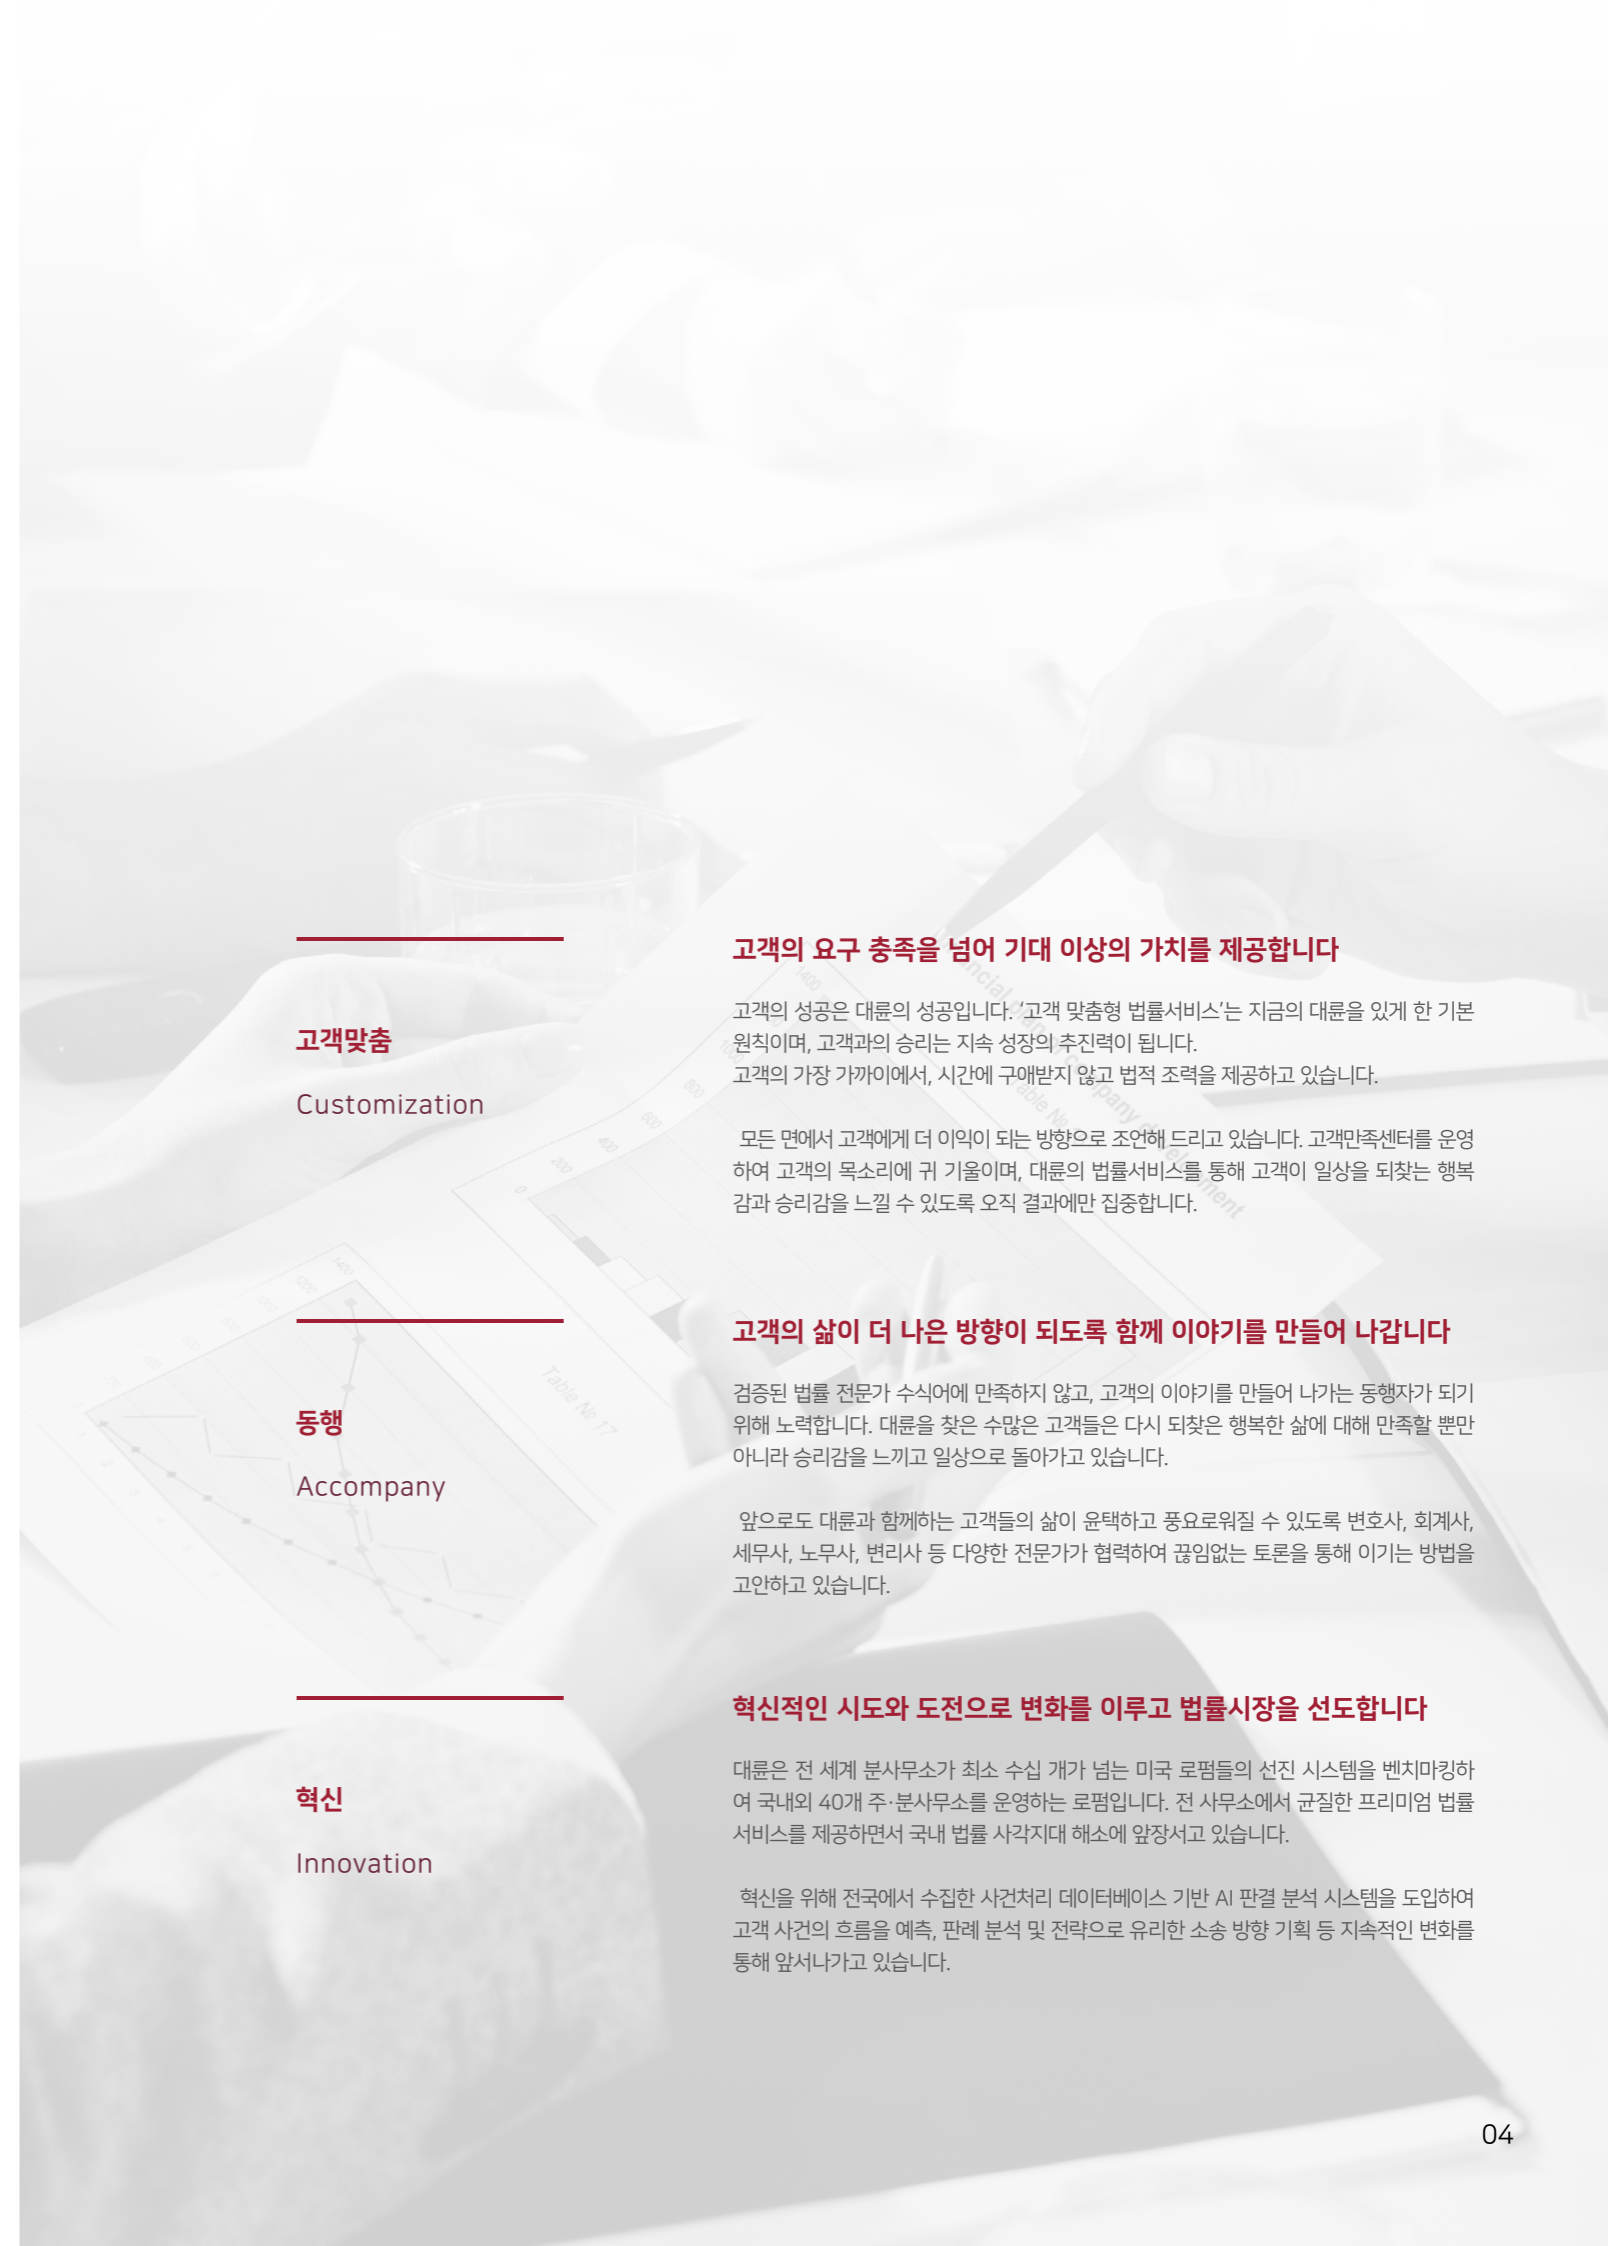 고객맞춤
Customization
고객의 요구 충족을 넘어 기대 이상의 가치를 제공합니다
고객의 성공은 대륜의 성공입니다. ‘고객 맞춤형 법률서비스’는 지금의 대륜을 있게 한 기본
원칙이며, 고객과의 승리는 지속 성장의 추진력이 됩니다.
고객의 가장 가까이에서, 시간에 구애받지 않고 법적 조력을 제공하고 있습니다.
모든 면에서 고객에게 더 이익이 되는 방향으로 조언해 드리고 있습니다. 고객만족센터를 운영
하여 고객의 목소리에 귀 기울이며, 대륜의 법률서비스를 통해 고객이 일상을 되찾는 행복
감과 승리감을 느낄 수 있도록 오직 결과에만 집중합니다.
동행
Accompany
고객의 삶이 더 나은 방향이 되도록 함께 이야기를 만들어 나갑니다
검증된 법률 전문가 수식어에 만족하지 않고, 고객의 이야기를 만들어 나가는 동행자가 되기
위해 노력합니다. 대륜을 찾은 수많은 고객들은 다시 되찾은 행복한 삶에 대해 만족할 뿐만
아니라 승리감을 느끼고 일상으로 돌아가고 있습니다.
앞으로도 대륜과 함께하는 고객들의 삶이 윤택하고 풍요로워질 수 있도록 변호사, 회계사,
세무사, 노무사, 변리사 등 다양한 전문가가 협력하여 끊임없는 토론을 통해 이기는 방법을
고안하고 있습니다.
혁신
Innovation
혁신적인 시도와 도전으로 변화를 이루고 법률시장을 선도합니다
대륜은 전 세계 분사무소가 최소 수십 개가 넘는 미국 로펌들의 선진 시스템을 벤치마킹하
여 국내외 40개 주·분사무소를 운영하는 로펌입니다. 전 사무소에서 균질한 프리미엄 법률
서비스를 제공하면서 국내 법률 사각지대 해소에 앞장서고 있습니다.
혁신을 위해 전국에서 수집한 사건처리 데이터베이스 기반 AI 판결 분석 시스템을 도입하여
고객 사건의 흐름을 예측, 판례 분석 및 전략으로 유리한 소송 방향 기획 등 지속적인 변화를
통해 앞서나가고 있습니다.
Table № 17
1400
1000
800
600
400
200
0
1400
1200
04